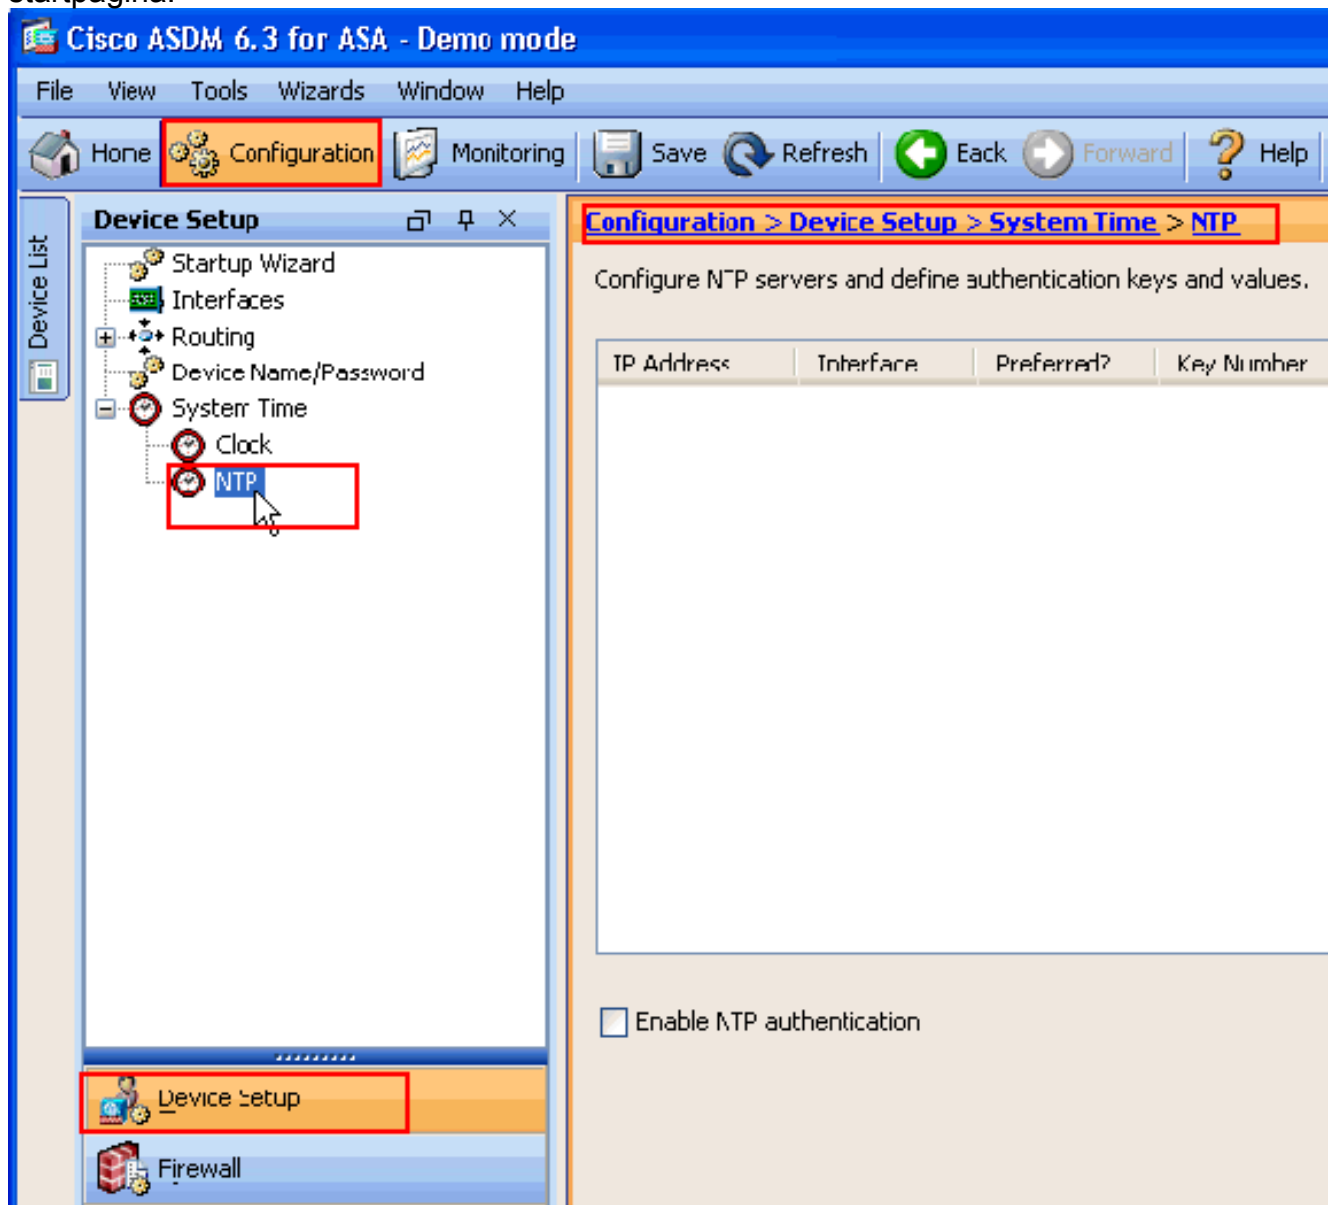 startpagina.
Cisco ASDM 6.3 for ASA - Demo mode
File View Tools Wizards Window Help
Home Configuration Monitoring Save Refresh Back Forward Help
Device List
Device Setup
Startup Wizard
Interfaces
Routing
Device Name/Password
System Time
Clock
NTP
Configuration > Device Setup > System Time > NTP
Configure NTP servers and define authentication keys and values.
IP Address Interface Preferred? Key Number
Enable NTP authentication
Device Setup
Firewall